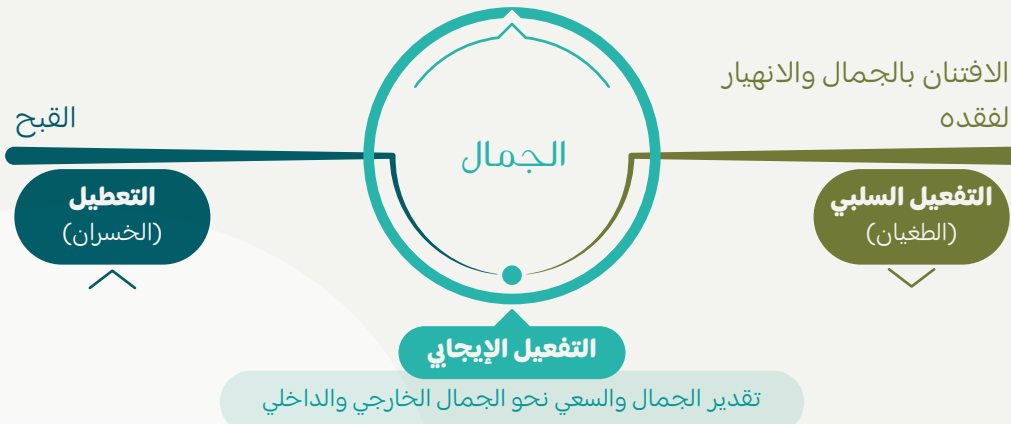 الافتنان بالجمال والانهيار
لفقده
التفعيل السلبي
(الطغيان)
الجمال
القبح
التعطيل
(الخسران)
التفعيل الإيجابي
تقدير الجمال والسعي نحو الجمال الخارجي والداخلي